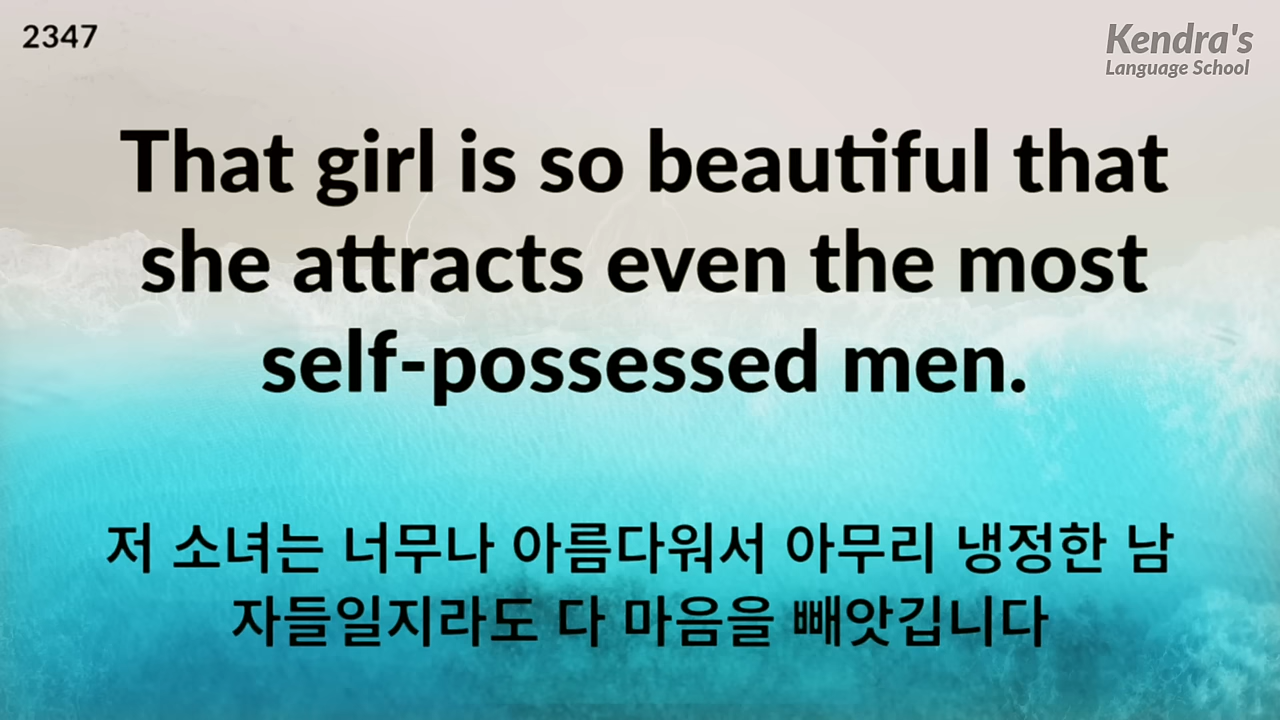 2347
Kendra's
Language School
That girl is so beautiful that
she attracts even the most
self-possessed men.
저 소녀는 너무나 아름다워서 아무리 냉정한 남
자들일지라도 다 마음을 빼앗깁니다